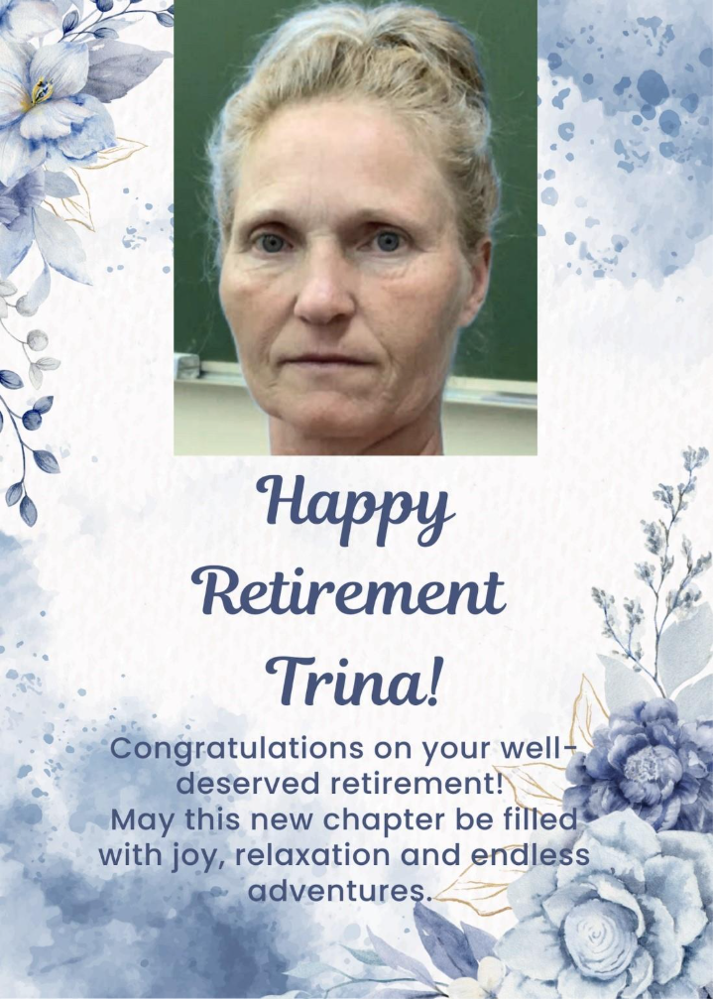 Happy
Retirement
Trina!
Congratulations on your well-
deserved retirement!
May this new chapter be filled
with joy, relaxation and endless
adventures.